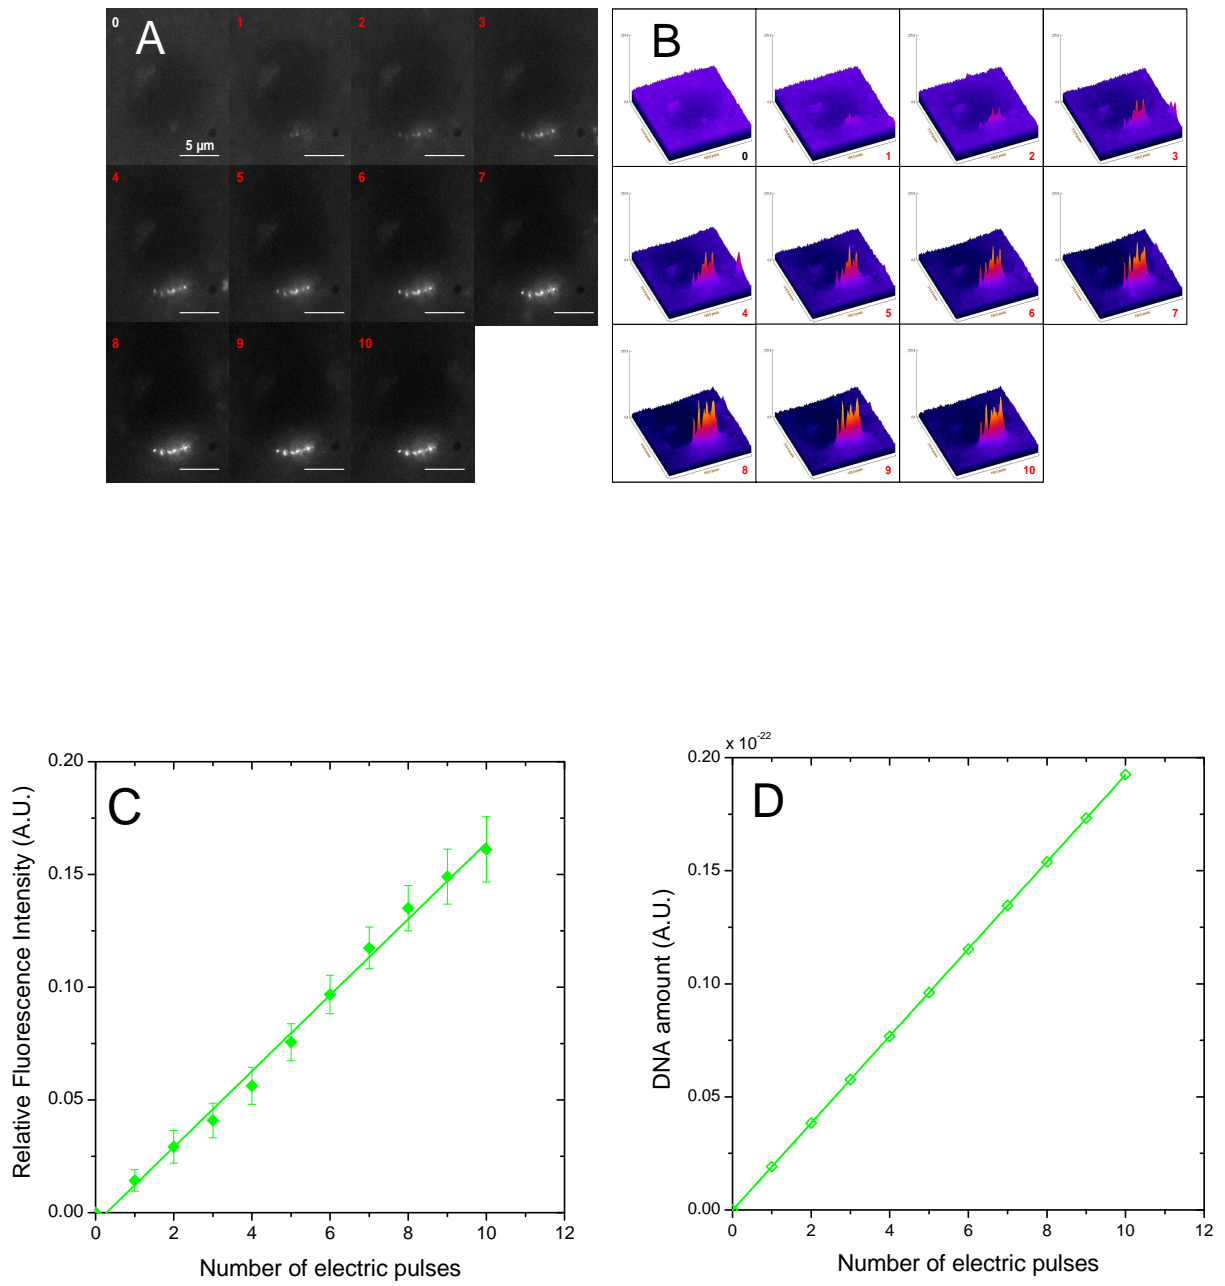 A
0
1
2
3
5 µm
4
5
6
7
8
9
10
B
0
1
2
3
4
5
6
7
8
9
10
C
Relative Fluorescence Intensity (A.U.)
0.20
0.15
0.10
0.05
0.00
0 2 4 6 8 10 12
Number of electric pulses
D
x 10⁻²²
DNA amount (A.U.)
0.20
0.15
0.10
0.05
0.00
0 2 4 6 8 10 12
Number of electric pulses